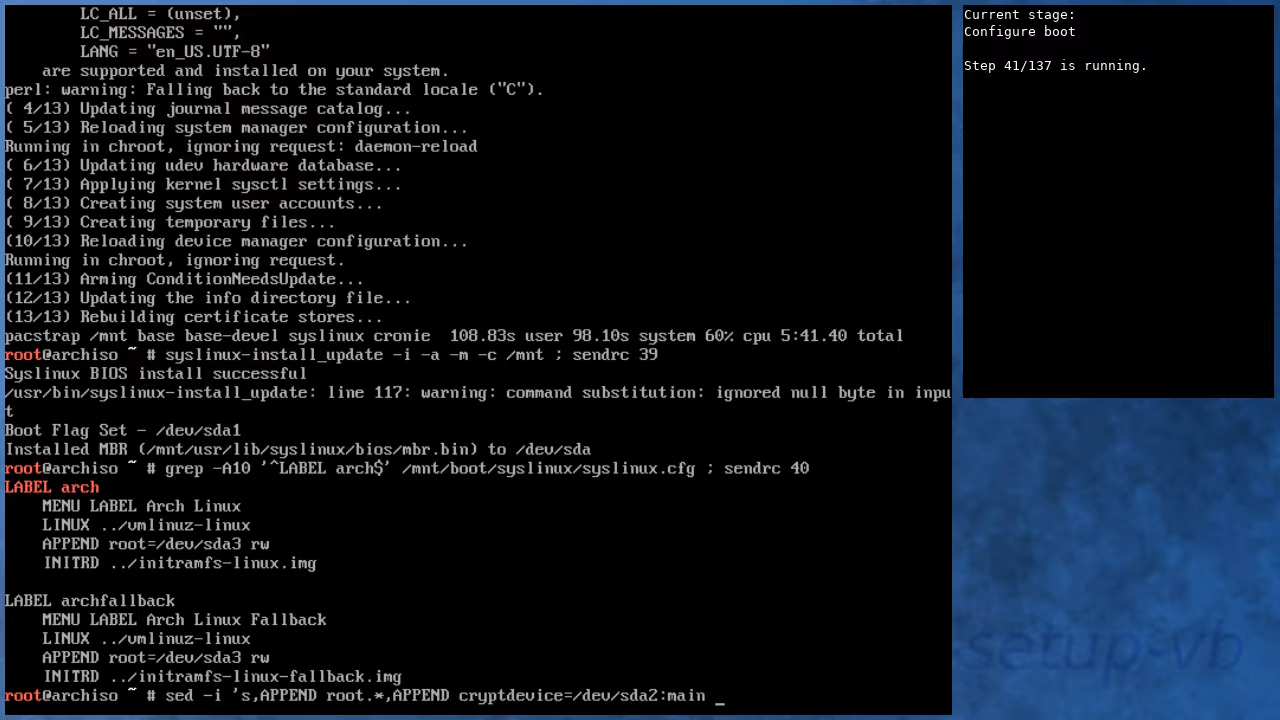 LC_ALL = (unset),
LC_MESSAGES = "",
LANG = "en_US.UTF-8"
are supported and installed on your system.
perl: warning: Falling back to the standard locale ("C").
( 4/13) Updating journal message catalog...
( 5/13) Reloading system manager configuration...
Running in chroot, ignoring request: daemon-reload
( 6/13) Updating udev hardware database...
( 7/13) Applying kernel sysctl settings...
( 8/13) Creating system user accounts...
( 9/13) Creating temporary files...
(10/13) Reloading device manager configuration...
Running in chroot, ignoring request.
(11/13) Arming ConditionNeedsUpdate...
(12/13) Updating the info directory file...
(13/13) Rebuilding certificate stores...
pacstrap /mnt base base-devel syslinux cronie  108.83s user 98.10s system 60% cpu 5:41.40 total
root@archiso ~ # syslinux-install_update -i -a -m -c /mnt ; sendrc 39
Syslinux BIOS install successful
/usr/bin/syslinux-install_update: line 117: warning: command substitution: ignored null byte in inpu
t
Boot Flag Set - /dev/sda1
Installed MBR (/mnt/usr/lib/syslinux/bios/mbr.bin) to /dev/sda
root@archiso ~ # grep -A10 '^LABEL arch$' /mnt/boot/syslinux/syslinux.cfg ; sendrc 40
LABEL arch
MENU LABEL Arch Linux
LINUX ../vmlinuz-linux
APPEND root=/dev/sda3 rw
INITRD ../initramfs-linux.img
LABEL archfallback
MENU LABEL Arch Linux Fallback
LINUX ../vmlinuz-linux
APPEND root=/dev/sda3 rw
INITRD ../initramfs-linux-fallback.img
root@archiso ~ # sed -i 's,APPEND root.*,APPEND cryptdevice=/dev/sda2:main _
Current stage:
Configure boot
Step 41/137 is running.
setup-vb